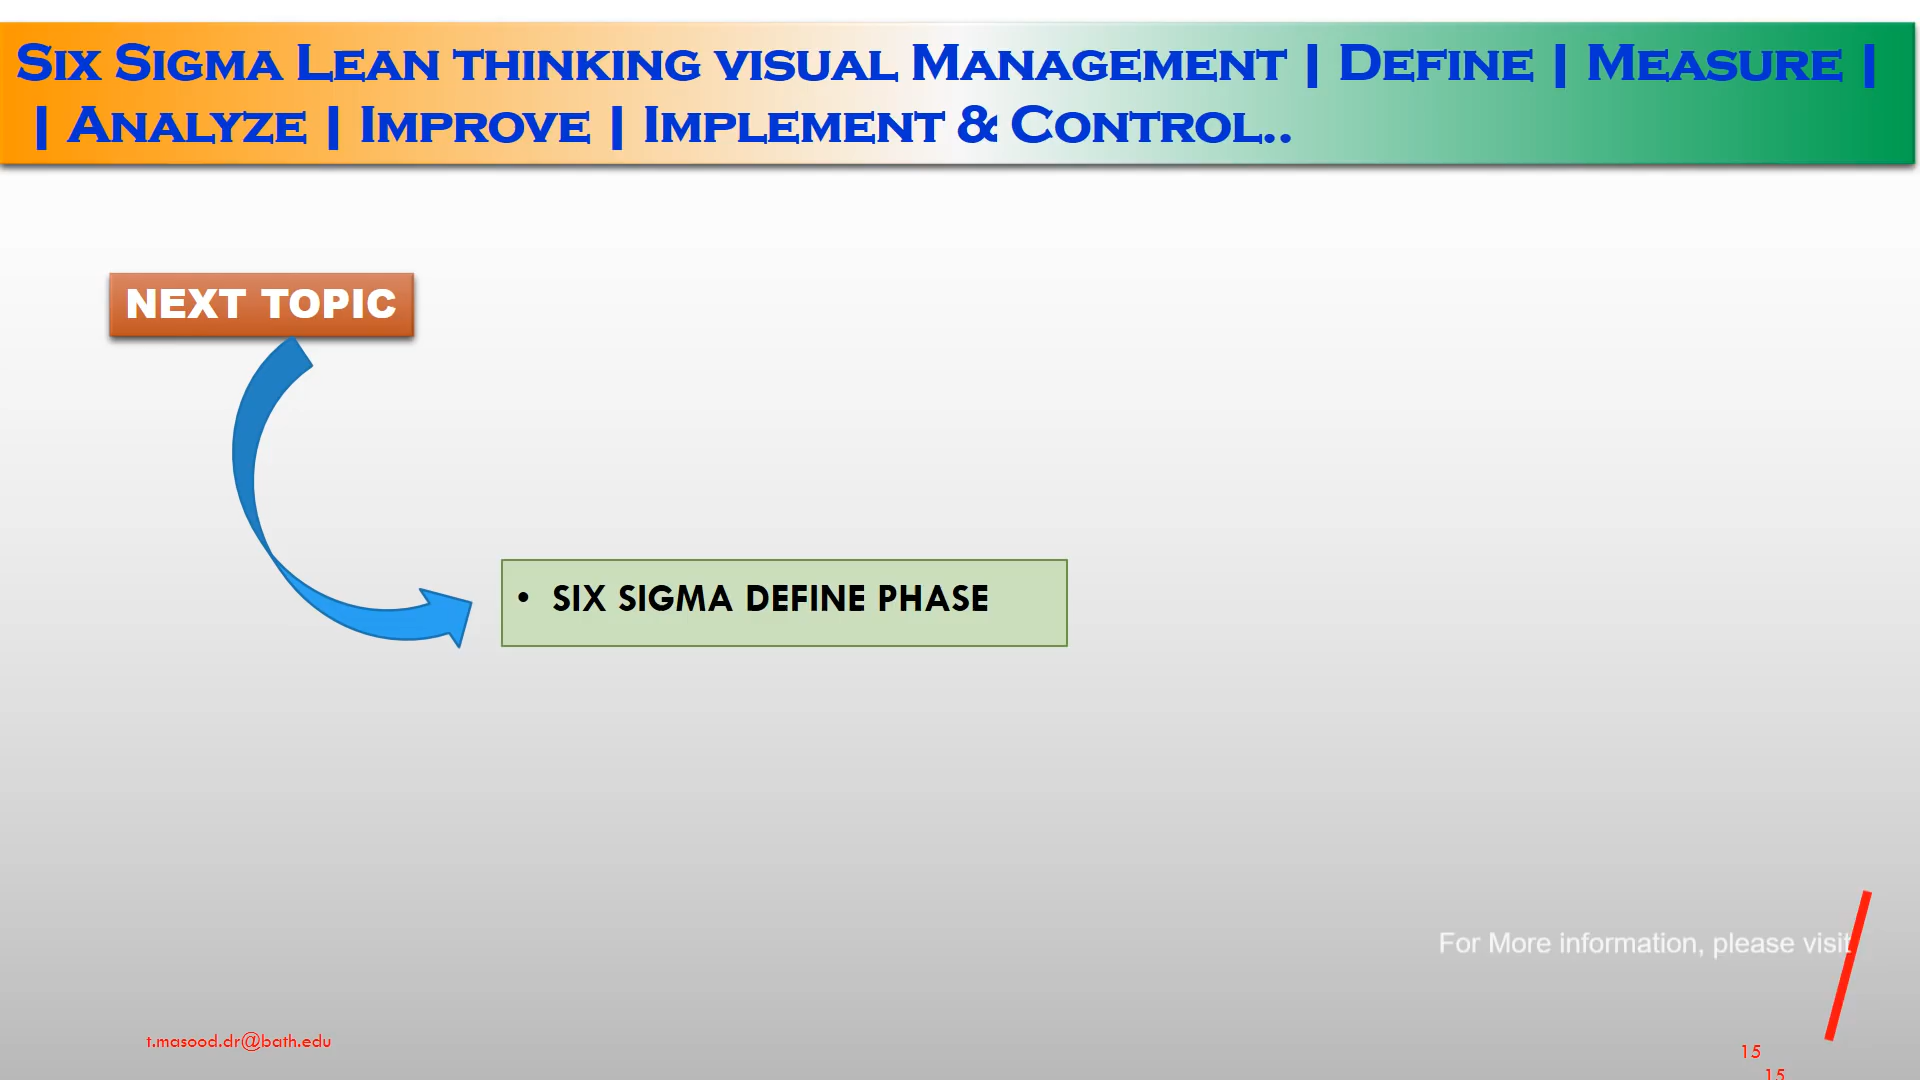 Six Sigma Lean thinking visual Management | Define | Measure |
| Analyze | Improve | Implement & Control..
NEXT TOPIC
• SIX SIGMA DEFINE PHASE
For More information, please visit
t.masood.dr@bath.edu
15
15